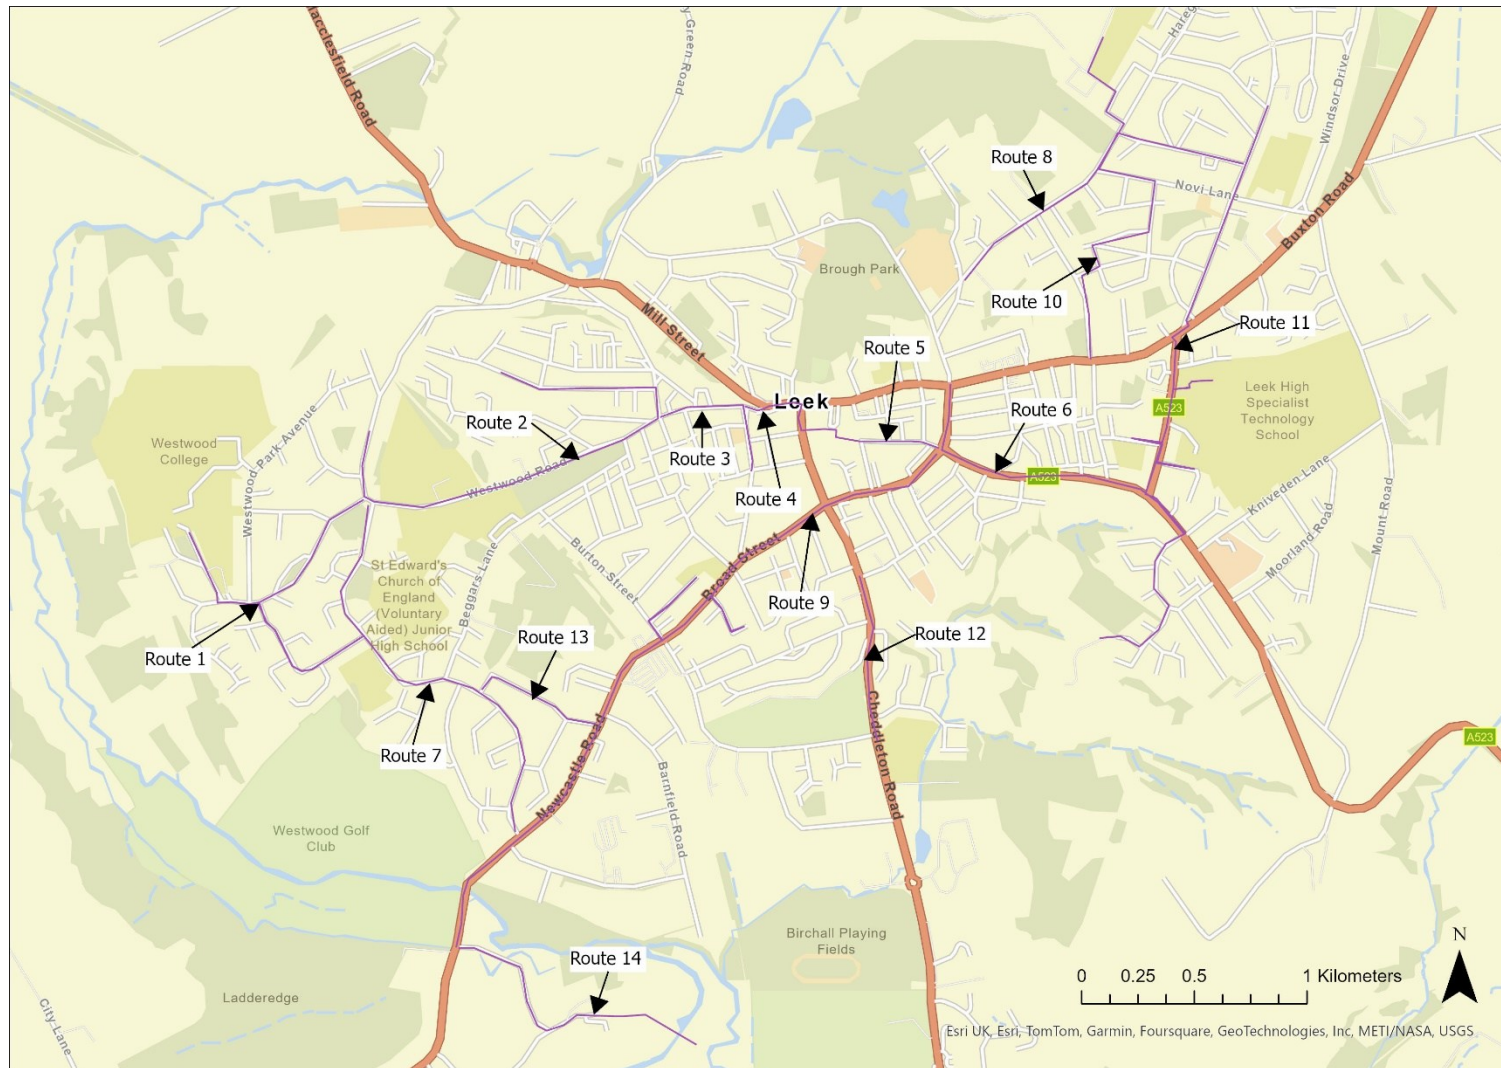 Macclesfield Road
Green Road
Windsor Drive
Route 8
Novi Lane
Buxton Road
Brough Park
Route 10
Mill Street
Route 11
Route 5
Leek High
Specialist
Technology
School
Leek
A523
Route 6
Route 2
Westwood
College
Westwood Park Avenue
Route 3
Westwood Road
Route 4
A523
Kniveden Lane
Mount Road
Moorland Road
Burton Street
Beggars Lane
St Edward's
Church of
England
(Voluntary
Aided) Junior
High School
Broad Street
Route 9
Route 1
Route 13
Route 12
Route 7
Cheddleton Road
A523
Newcastle Road
Barnfield Road
Westwood Golf
Club
Birchall Playing
Fields
Route 14
N
Ladderedge
City Lane
0 0.25 0.5 1 Kilometers
Esri UK, Esri, TomTom, Garmin, Foursquare, GeoTechnologies, Inc, METI/NASA, USGS